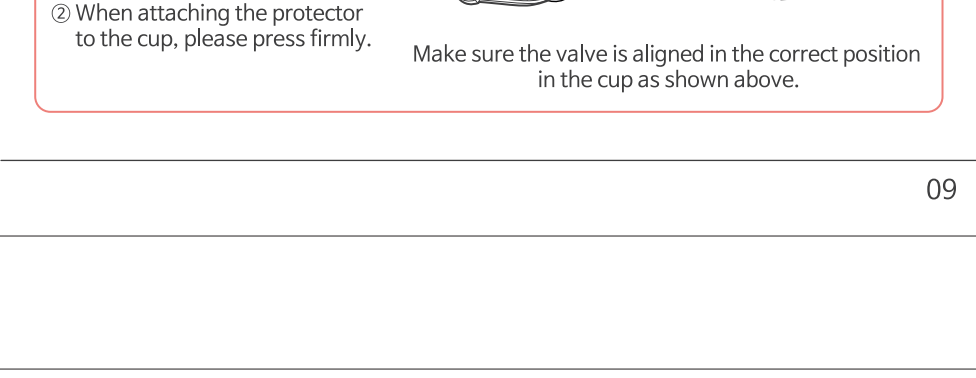 ② When attaching the protector
to the cup, please press firmly.
Make sure the valve is aligned in the correct position
in the cup as shown above.
09